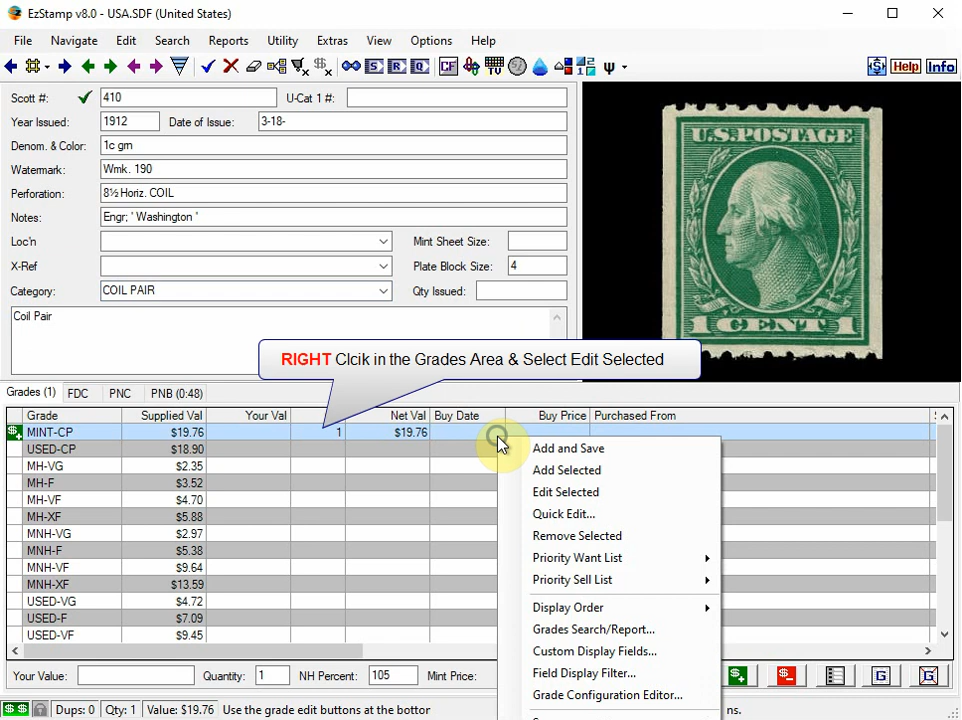 EzStamp v8.0 - USA.SDF (United States)
File Navigate Edit Search Reports Utility Extras View Options Help
S R Q CF TV $ Help Info
Scott #: 410 U-Cat 1 #:
Year Issued: 1912 Date of Issue: 3-18-
Denom. & Color: 1c gm
Watermark: Wmk. 190
Perforation: 8½ Horiz. COIL
Notes: Engr; ' Washington '
Loc'n Mint Sheet Size:
X-Ref Plate Block Size: 4
Category: COIL PAIR Qty Issued:
Coil Pair
U.S. POSTAGE
1 CENT 1
RIGHT Clcik in the Grades Area & Select Edit Selected
Grades (1) FDC PNC PNB (0:48)
Grade Supplied Val Your Val Net Val Buy Date Buy Price Purchased From
MINT-CP $19.76 1 $19.76
USED-CP $18.90
MH-VG $2.35
MH-F $3.52
MH-VF $4.70
MH-XF $5.88
MNH-VG $2.97
MNH-F $5.38
MNH-VF $9.64
MNH-XF $13.59
USED-VG $4.72
USED-F $7.09
USED-VF $9.45
Add and Save
Add Selected
Edit Selected
Quick Edit...
Remove Selected
Priority Want List
Priority Sell List
Display Order
Grades Search/Report...
Custom Display Fields...
Field Display Filter...
Grade Configuration Editor...
Your Value: Quantity: 1 NH Percent: 105 Mint Price:
G G
$ $ Dups: 0 Qty: 1 Value: $19.76 Use the grade edit buttons at the bottor ns.